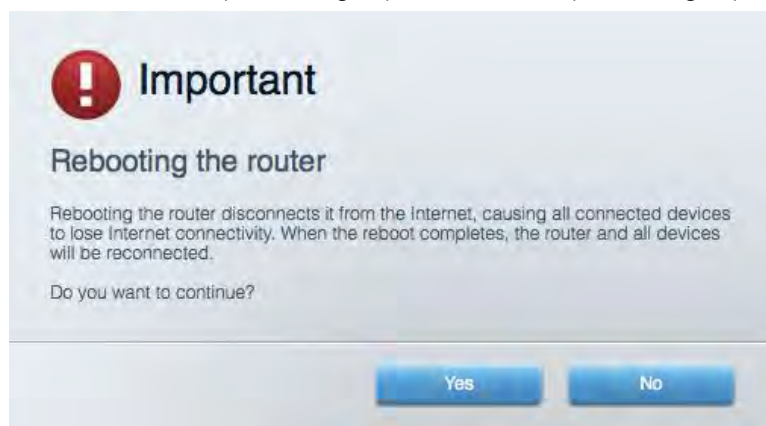 Important
Rebooting the router
Rebooting the router disconnects it from the Internet, causing all connected devices
to lose Internet connectivity. When the reboot completes, the router and all devices
will be reconnected.
Do you want to continue?
Yes
No